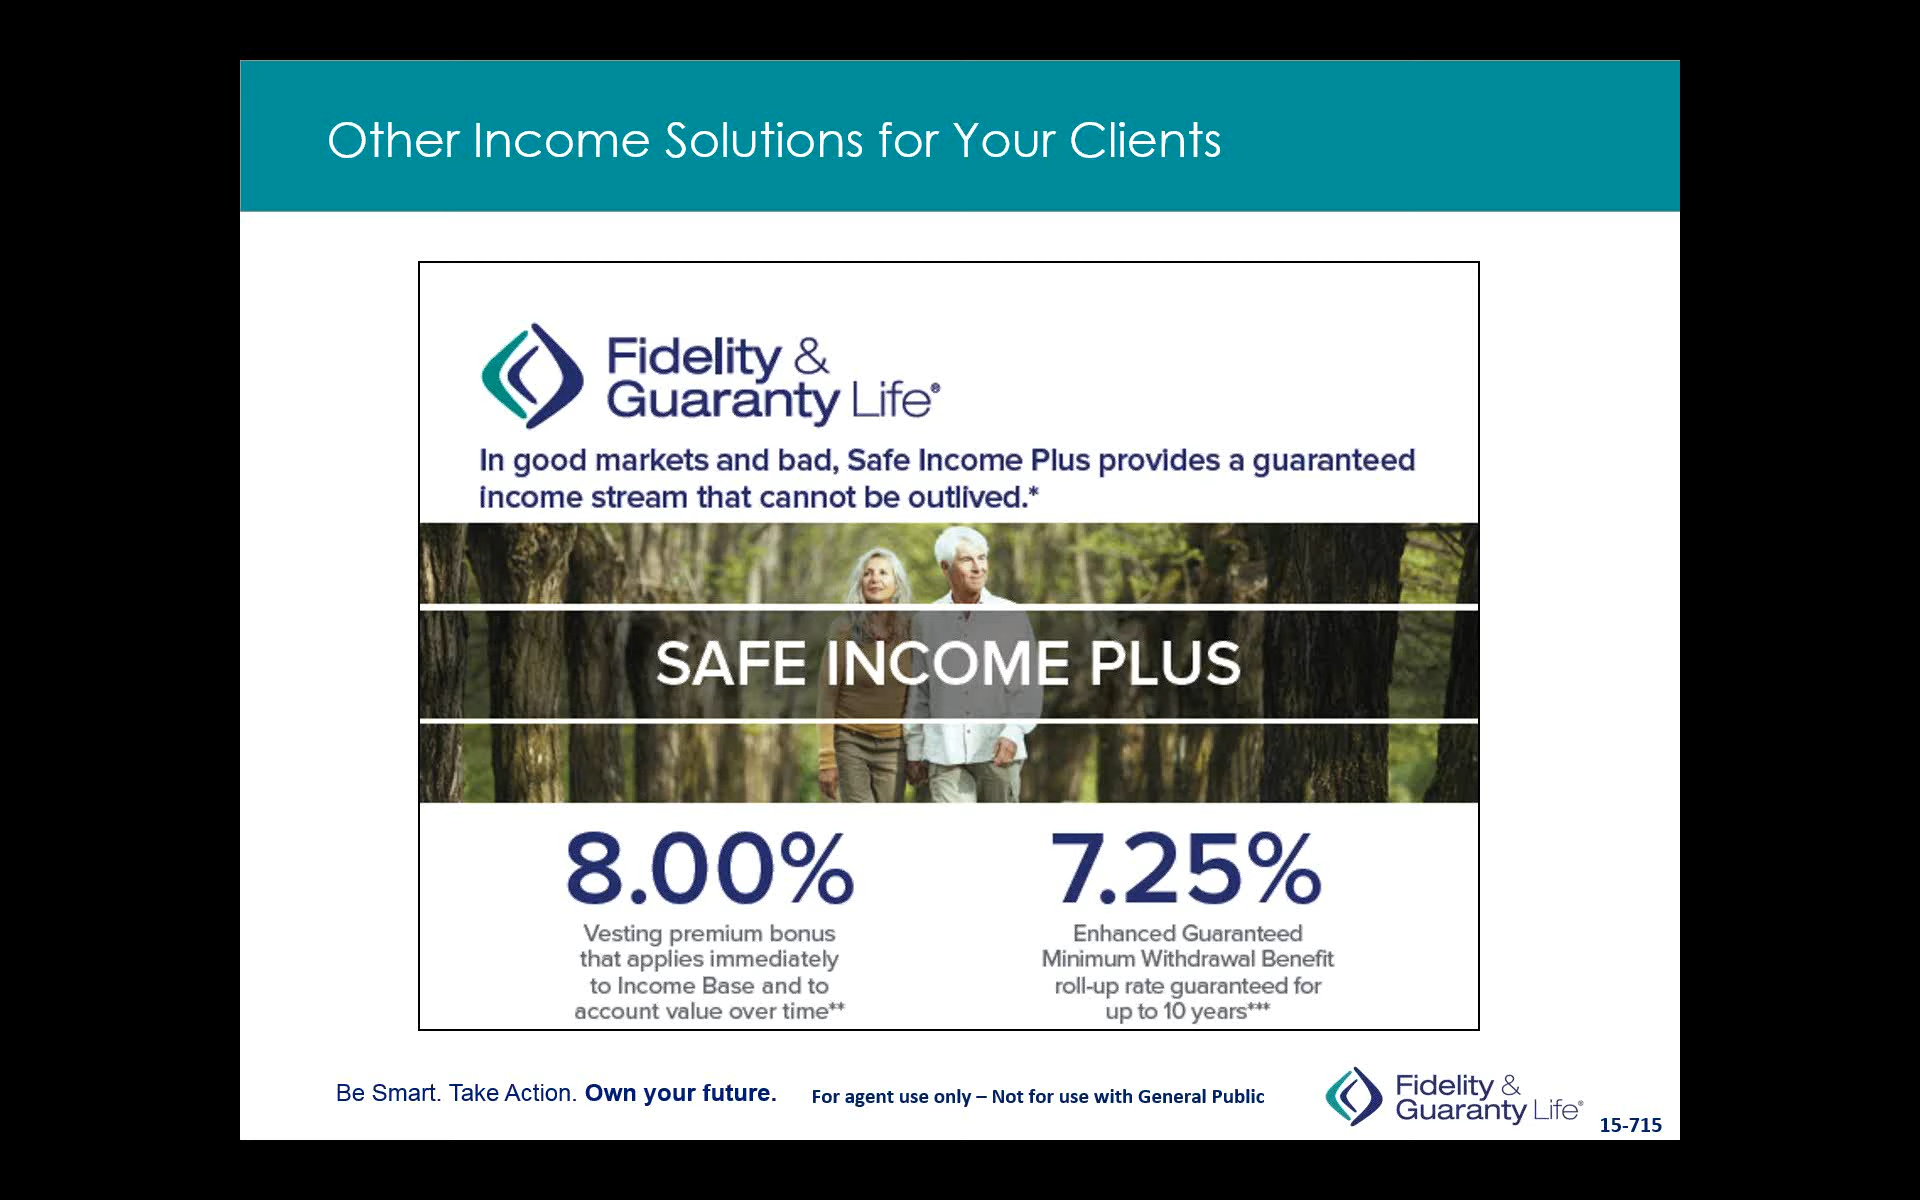 Other Income Solutions for Your Clients
Fidelity &
Guaranty Life®
In good markets and bad, Safe Income Plus provides a guaranteed
income stream that cannot be outlived.*
SAFE INCOME PLUS
8.00%
Vesting premium bonus
that applies immediately
to Income Base and to
account value over time**
7.25%
Enhanced Guaranteed
Minimum Withdrawal Benefit
roll-up rate guaranteed for
up to 10 years***
Be Smart. Take Action. Own your future.
For agent use only – Not for use with General Public
Fidelity &
Guaranty Life®
15-715